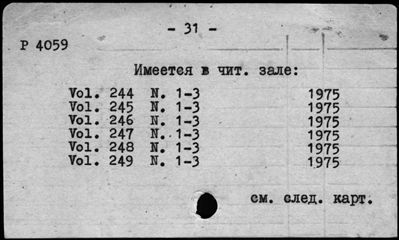 - 31 -
P 4059
Имеется в чит. зале:
Vol. 244 N. 1-3 1975
Vol. 245 N. 1-3 1975
Vol. 246 N. 1-3 1975
Vol. 247 N. 1-3 1975
Vol. 248 N. 1-3 1975
Vol. 249 N. 1-3 1975
см. след. карт.